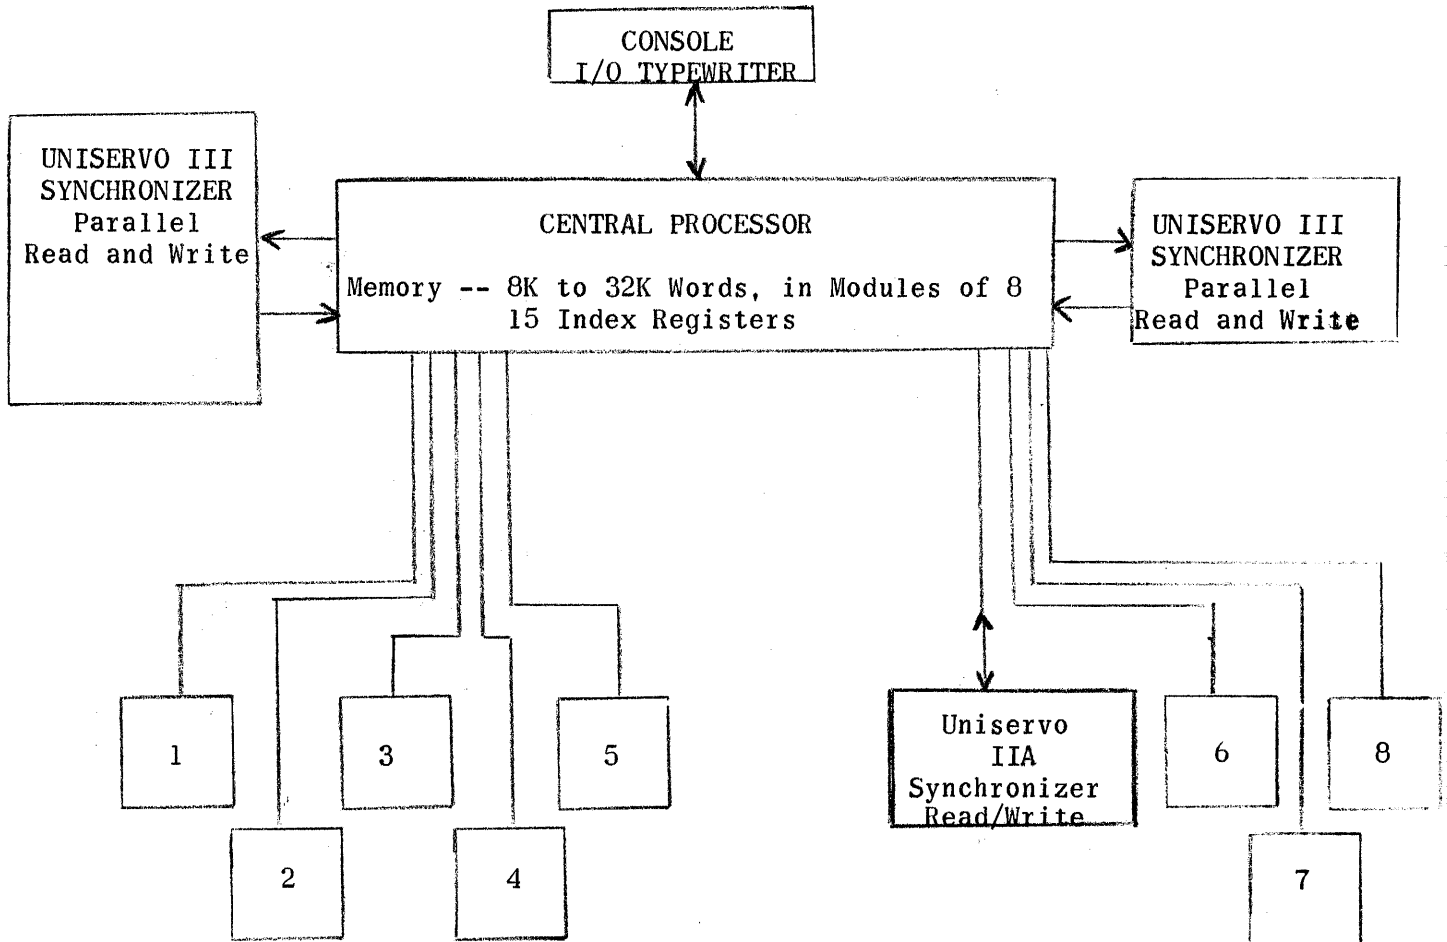 CONSOLE
I/O TYPEWRITER
UNISERVO III
SYNCHRONIZER
Parallel
Read and Write
CENTRAL PROCESSOR
Memory -- 8K to 32K Words, in Modules of 8
15 Index Registers
UNISERVO III
SYNCHRONIZER
Parallel
Read and Write
1
3
5
Uniservo
IIA
Synchronizer
Read/Write
6
8
2
4
7